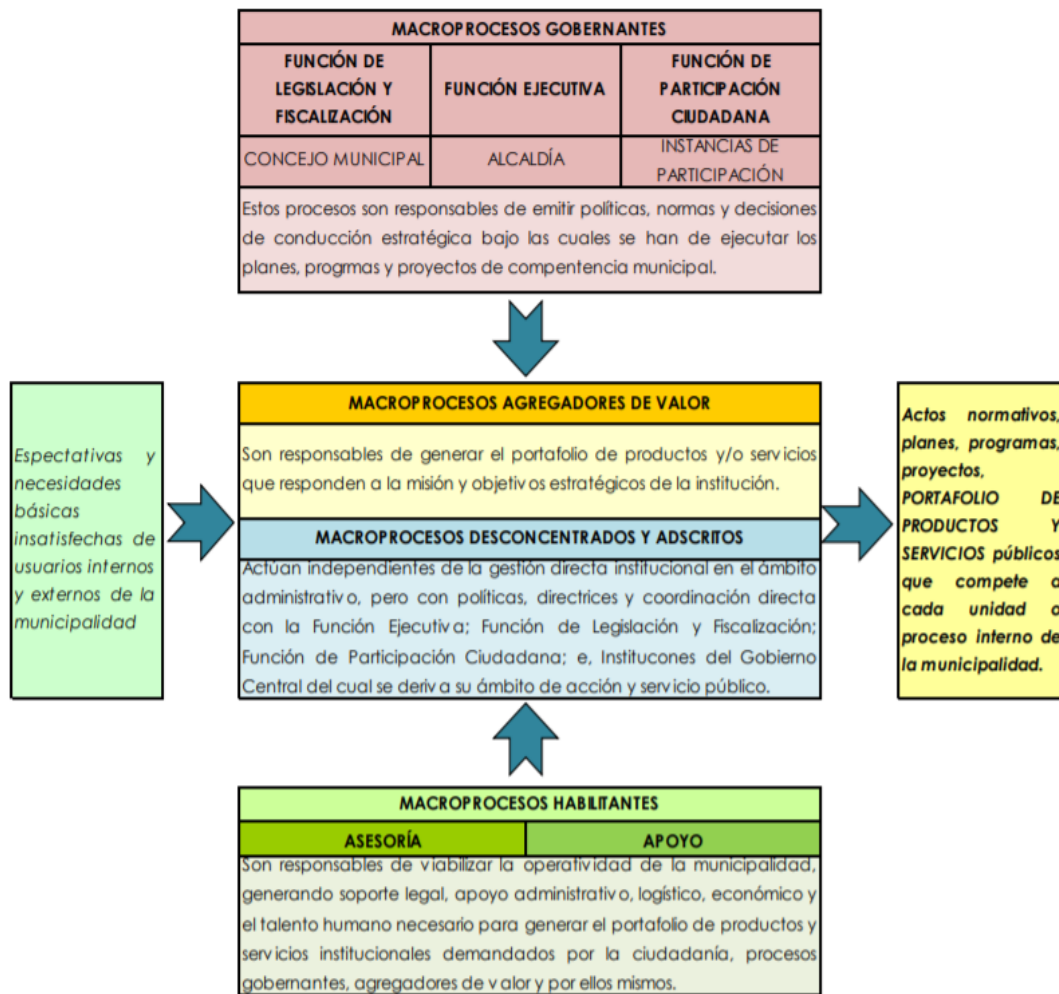 MACROPROCESOS GOBERNANTES
FUNCIÓN DE
LEGISLACIÓN Y
FISCALIZACIÓN
FUNCIÓN EJECUTIVA
FUNCIÓN DE
PARTICIPACIÓN
CIUDADANA
CONCEJO MUNICIPAL
ALCALDÍA
INSTANCIAS DE
PARTICIPACIÓN
Estos procesos son responsables de emitir políticas, normas y decisiones
de conducción estratégica bajo las cuales se han de ejecutar los
planes, progrmas y proyectos de compentencia municipal.
Espectativas y
necesidades
básicas
insatisfechas de
usuarios internos
y externos de la
municipalidad
MACROPROCESOS AGREGADORES DE VALOR
Son responsables de generar el portafolio de productos y/o servicios
que responden a la misión y objetivos estratégicos de la institución.
MACROPROCESOS DESCONCENTRADOS Y ADSCRITOS
Actúan independientes de la gestión directa institucional en el ámbito
administrativo, pero con políticas, directrices y coordinación directa
con la Función Ejecutiva; Función de Legislación y Fiscalización;
Función de Participación Ciudadana; e, Institucones del Gobierno
Central del cual se deriva su ámbito de acción y servicio público.
Actos normativos,
planes, programas,
proyectos,
PORTAFOLIO DE
PRODUCTOS Y
SERVICIOS públicos
que compete a
cada unidad o
proceso interno de
la municipalidad.
MACROPROCESOS HABILITANTES
ASESORÍA
APOYO
Son responsables de viabilizar la operatividad de la municipalidad,
generando soporte legal, apoyo administrativo, logístico, económico y
el talento humano necesario para generar el portafolio de productos y
servicios institucionales demandados por la ciudadanía, procesos
gobernantes, agregadores de valor y por ellos mismos.